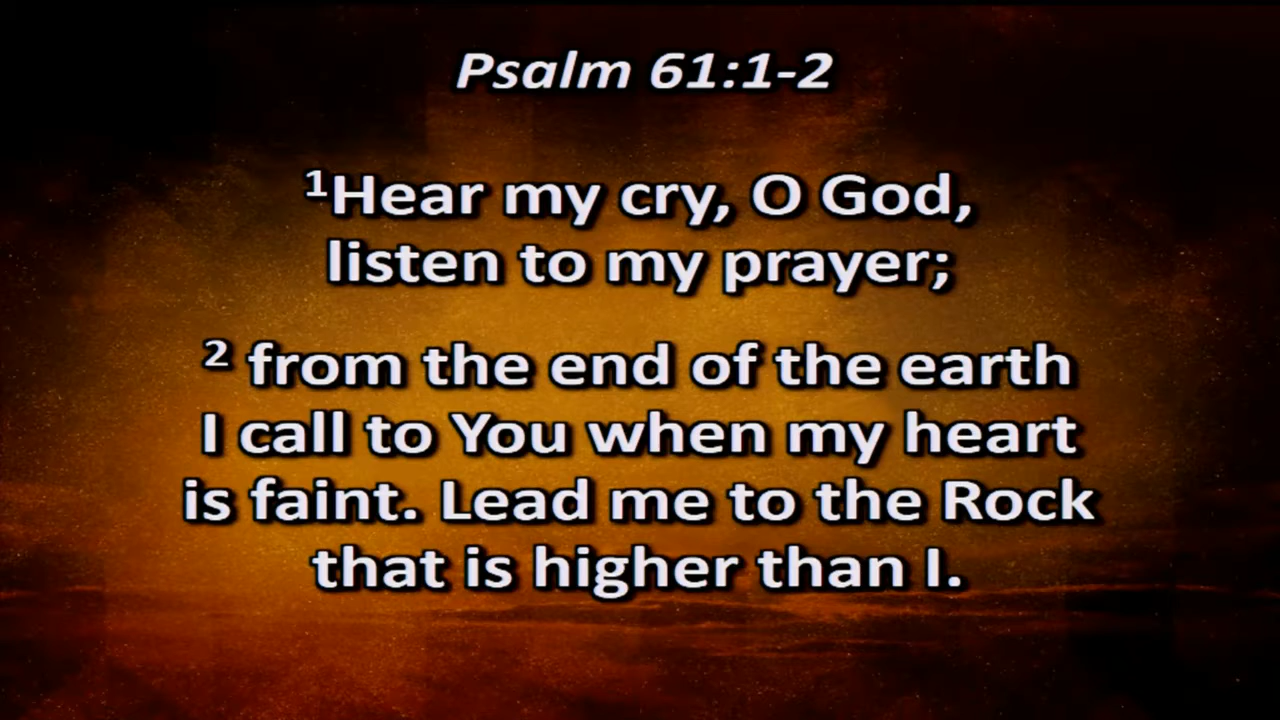 Psalm 61:1-2
¹Hear my cry, O God,
listen to my prayer;
² from the end of the earth
I call to You when my heart
is faint. Lead me to the Rock
that is higher than I.